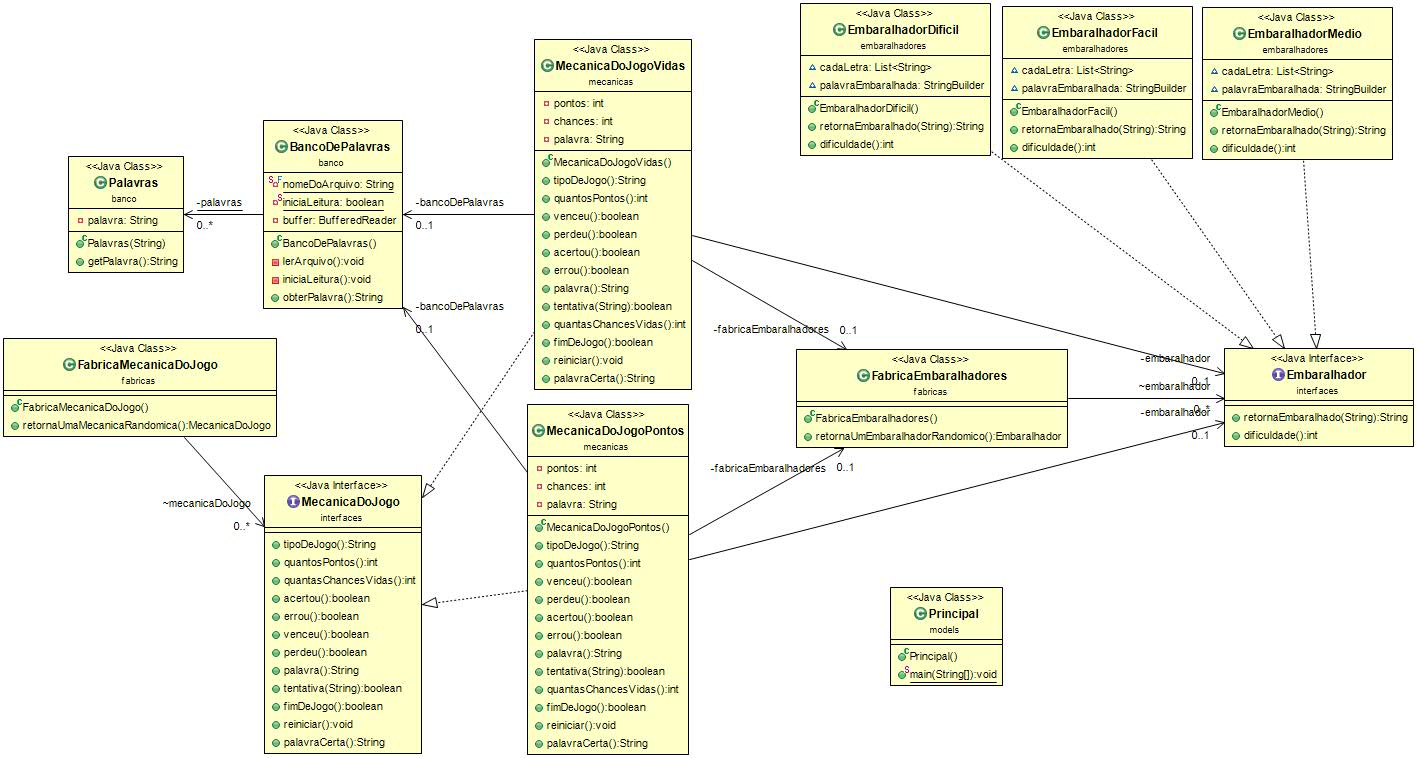 <<Java Class>>
Palavras
banco
palavra: String
Palavras(String)
getPalavra():String
-palavras
0..*
<<Java Class>>
BancoDePalavras
banco
nomeDoArquivo: String
iniciaLeitura: boolean
buffer: BufferedReader
BancoDePalavras()
lerArquivo():void
iniciaLeitura():void
obterPalavra():String
-bancoDePalavras
0..1
-bancoDePalavras
0..1
<<Java Class>>
MecanicaDoJogoVidas
mecanicas
pontos: int
chances: int
palavra: String
MecanicaDoJogoVidas()
tipoDeJogo():String
quantosPontos():int
venceu():boolean
perdeu():boolean
acertou():boolean
errou():boolean
palavra():String
tentativa(String):boolean
quantasChancesVidas():int
fimDeJogo():boolean
reiniciar():void
palavraCerta():String
<<Java Class>>
EmbaralhadorDificil
embaralhadores
cadaLetra: List<String>
palavraEmbaralhada: StringBuilder
EmbaralhadorDificil()
retornaEmbaralhado(String):String
dificuldade():int
<<Java Class>>
EmbaralhadorFacil
embaralhadores
cadaLetra: List<String>
palavraEmbaralhada: StringBuilder
EmbaralhadorFacil()
retornaEmbaralhado(String):String
dificuldade():int
<<Java Class>>
EmbaralhadorMedio
embaralhadores
cadaLetra: List<String>
palavraEmbaralhada: StringBuilder
EmbaralhadorMedio()
retornaEmbaralhado(String):String
dificuldade():int
<<Java Class>>
FabricaMecanicaDoJogo
fabricas
FabricaMecanicaDoJogo()
retornaUmaMecanicaRandomica():MecanicaDoJogo
~mecanicaDoJogo
0..*
<<Java Interface>>
MecanicaDoJogo
interfaces
tipoDeJogo():String
quantosPontos():int
quantasChancesVidas():int
acertou():boolean
errou():boolean
venceu():boolean
perdeu():boolean
palavra():String
tentativa(String):boolean
fimDeJogo():boolean
reiniciar():void
palavraCerta():String
<<Java Class>>
MecanicaDoJogoPontos
mecanicas
pontos: int
chances: int
palavra: String
MecanicaDoJogoPontos()
tipoDeJogo():String
quantosPontos():int
venceu():boolean
perdeu():boolean
acertou():boolean
errou():boolean
palavra():String
tentativa(String):boolean
quantasChancesVidas():int
fimDeJogo():boolean
reiniciar():void
palavraCerta():String
-fabricaEmbaralhadores
0..1
<<Java Class>>
FabricaEmbaralhadores
fabricas
FabricaEmbaralhadores()
retornaUmEmbaralhadorRandomico():Embaralhador
-fabricaEmbaralhadores
0..1
-embaralhador
0..1
~embaralhador
0..*
-embaralhador
0..1
<<Java Interface>>
Embaralhador
interfaces
retornaEmbaralhado(String):String
dificuldade():int
<<Java Class>>
Principal
models
Principal()
main(String[]):void